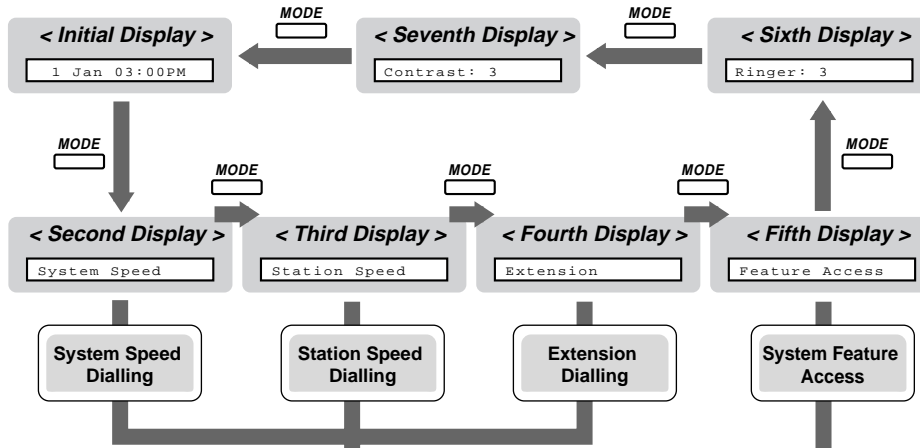 MODE
MODE
< Initial Display >
< Seventh Display >
< Sixth Display >
1 Jan 03:00PM
Contrast: 3
Ringer: 3
MODE
MODE
MODE
MODE
MODE
< Second Display >
< Third Display >
< Fourth Display >
< Fifth Display >
System Speed
Station Speed
Extension
Feature Access
System Speed
Dialling
Station Speed
Dialling
Extension
Dialling
System Feature
Access